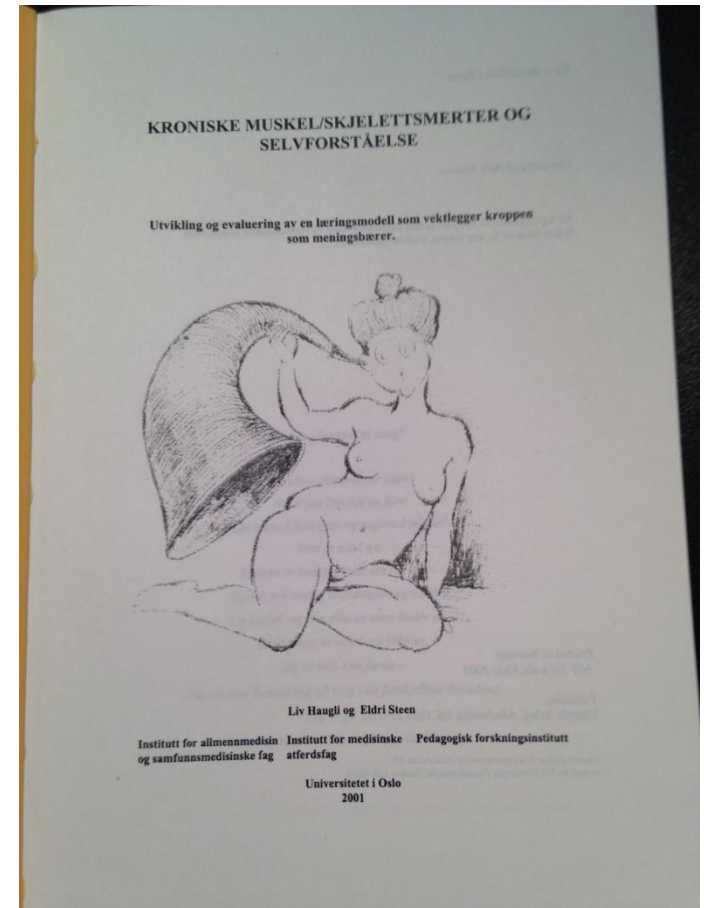 KRONISKE MUSKEL/SKJELETTSMERTER OG
SELVFORSTÅELSE
Utvikling og evaluering av en læringsmodell som vektlegger kroppen
som meningsbærer.
Liv Haugli og Eldri Steen
Institutt for allmennmedisin
og samfunnsmedisinske fag
Institutt for medisinske
atferdsfag
Pedagogisk forskningsinstitutt
Universitetet i Oslo
2001